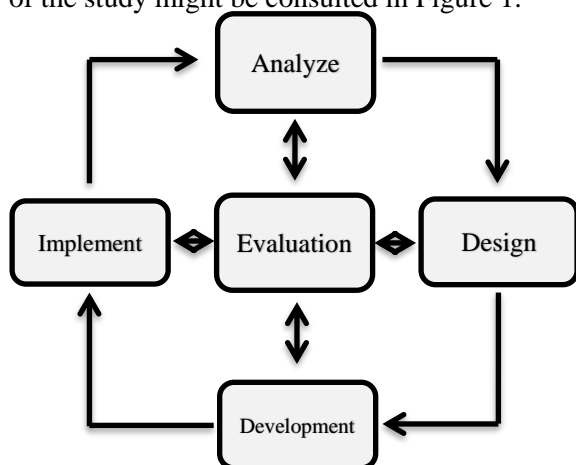 of the study might be consulted in Figure 1.
Analyze
Implement
Evaluation
Design
Development